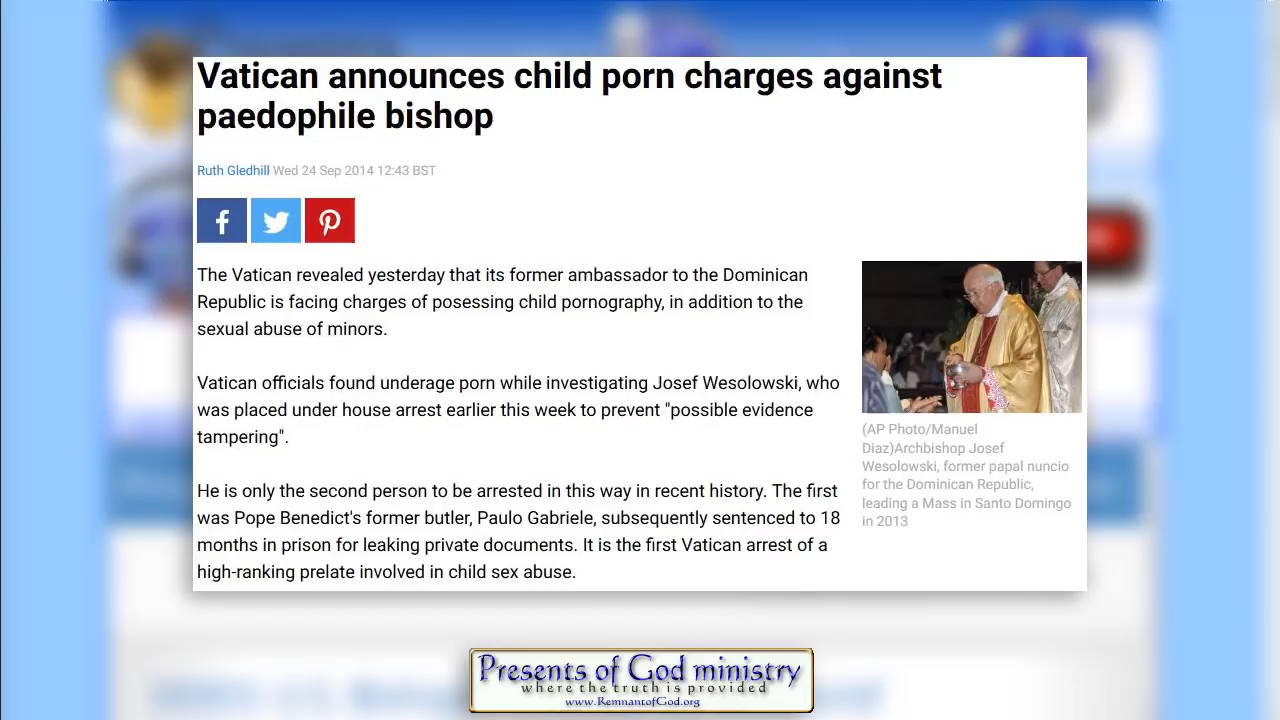 Vatican announces child porn charges against
paedophile bishop
Ruth Gledhill Wed 24 Sep 2014 12:43 BST
The Vatican revealed yesterday that its former ambassador to the Dominican
Republic is facing charges of posessing child pornography, in addition to the
sexual abuse of minors.
Vatican officials found underage porn while investigating Josef Wesolowski, who
was placed under house arrest earlier this week to prevent "possible evidence
tampering".
He is only the second person to be arrested in this way in recent history. The first
was Pope Benedict's former butler, Paulo Gabriele, subsequently sentenced to 18
months in prison for leaking private documents. It is the first Vatican arrest of a
high-ranking prelate involved in child sex abuse.
(AP Photo/Manuel
Diaz)Archbishop Josef
Wesolowski, former papal nuncio
for the Dominican Republic,
leading a Mass in Santo Domingo
in 2013
Presents of God ministry
where the truth is provided
www.RemnantofGod.org